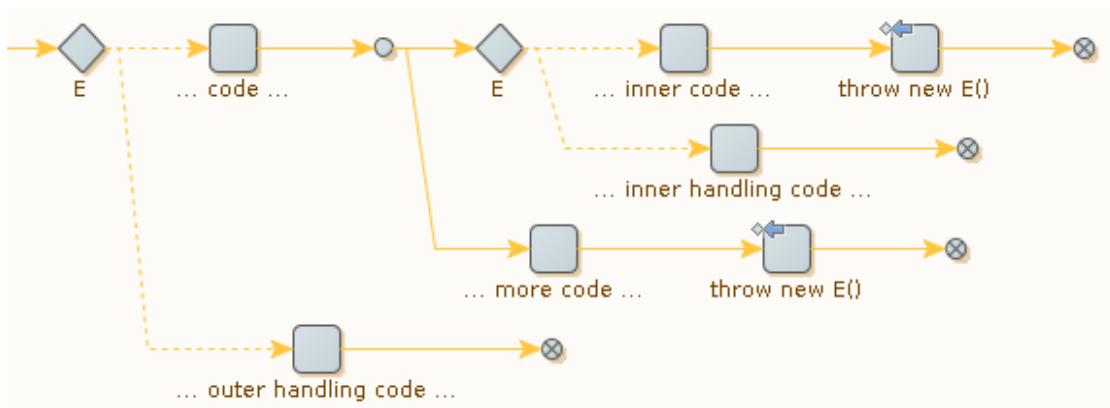 E
... code ...
E
... inner code ...
throw new E()
... inner handling code ...
... more code ...
throw new E()
... outer handling code ...